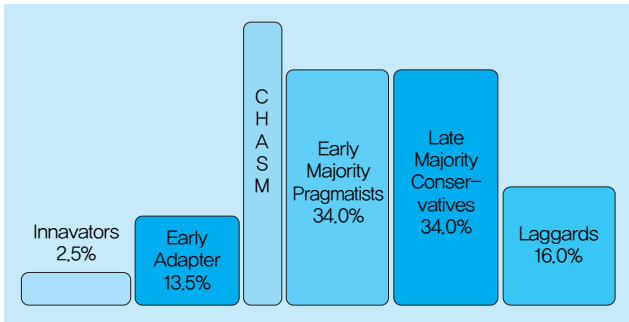 Innavators
2.5%
Early
Adapter
13.5%
C
H
A
S
M
Early
Majority
Pragmatists
34.0%
Late
Majority
Conser-
vatives
34.0%
Laggards
16.0%